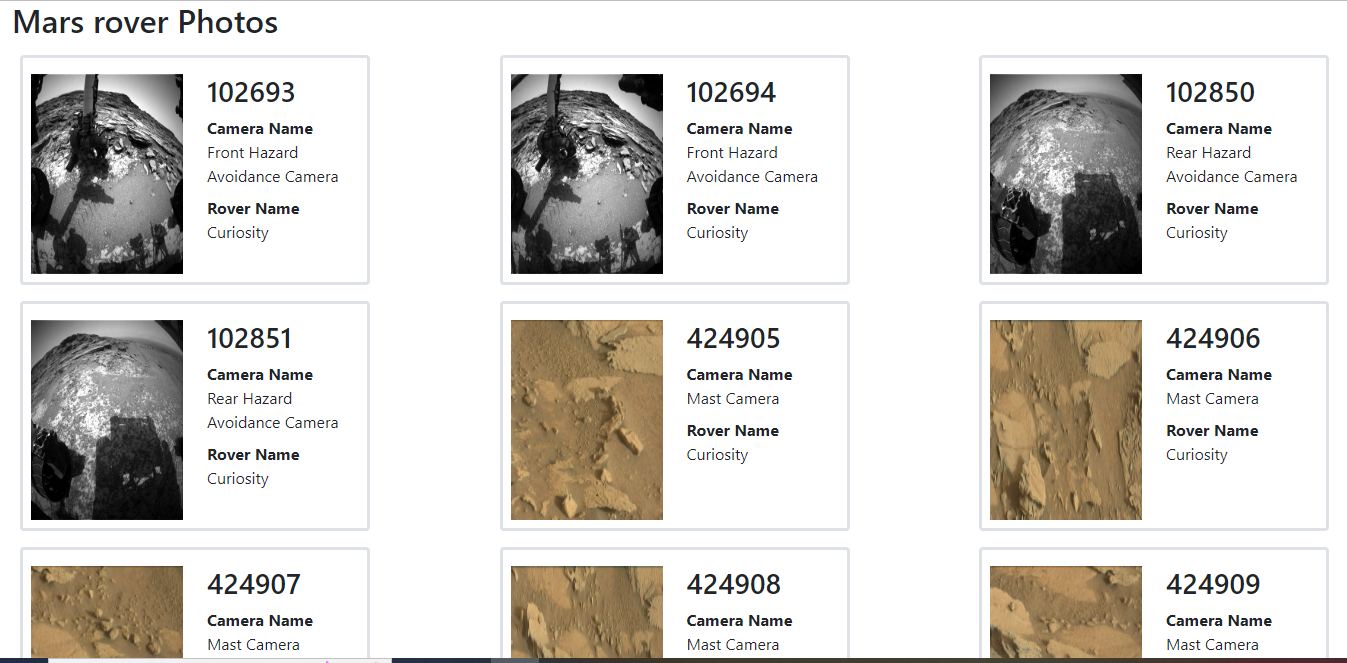 Mars rover Photos
102693
Camera Name
Front Hazard
Avoidance Camera
Rover Name
Curiosity
102694
Camera Name
Front Hazard
Avoidance Camera
Rover Name
Curiosity
102850
Camera Name
Rear Hazard
Avoidance Camera
Rover Name
Curiosity
102851
Camera Name
Rear Hazard
Avoidance Camera
Rover Name
Curiosity
424905
Camera Name
Mast Camera
Rover Name
Curiosity
424906
Camera Name
Mast Camera
Rover Name
Curiosity
424907
Camera Name
Mast Camera
424908
Camera Name
Mast Camera
424909
Camera Name
Mast Camera